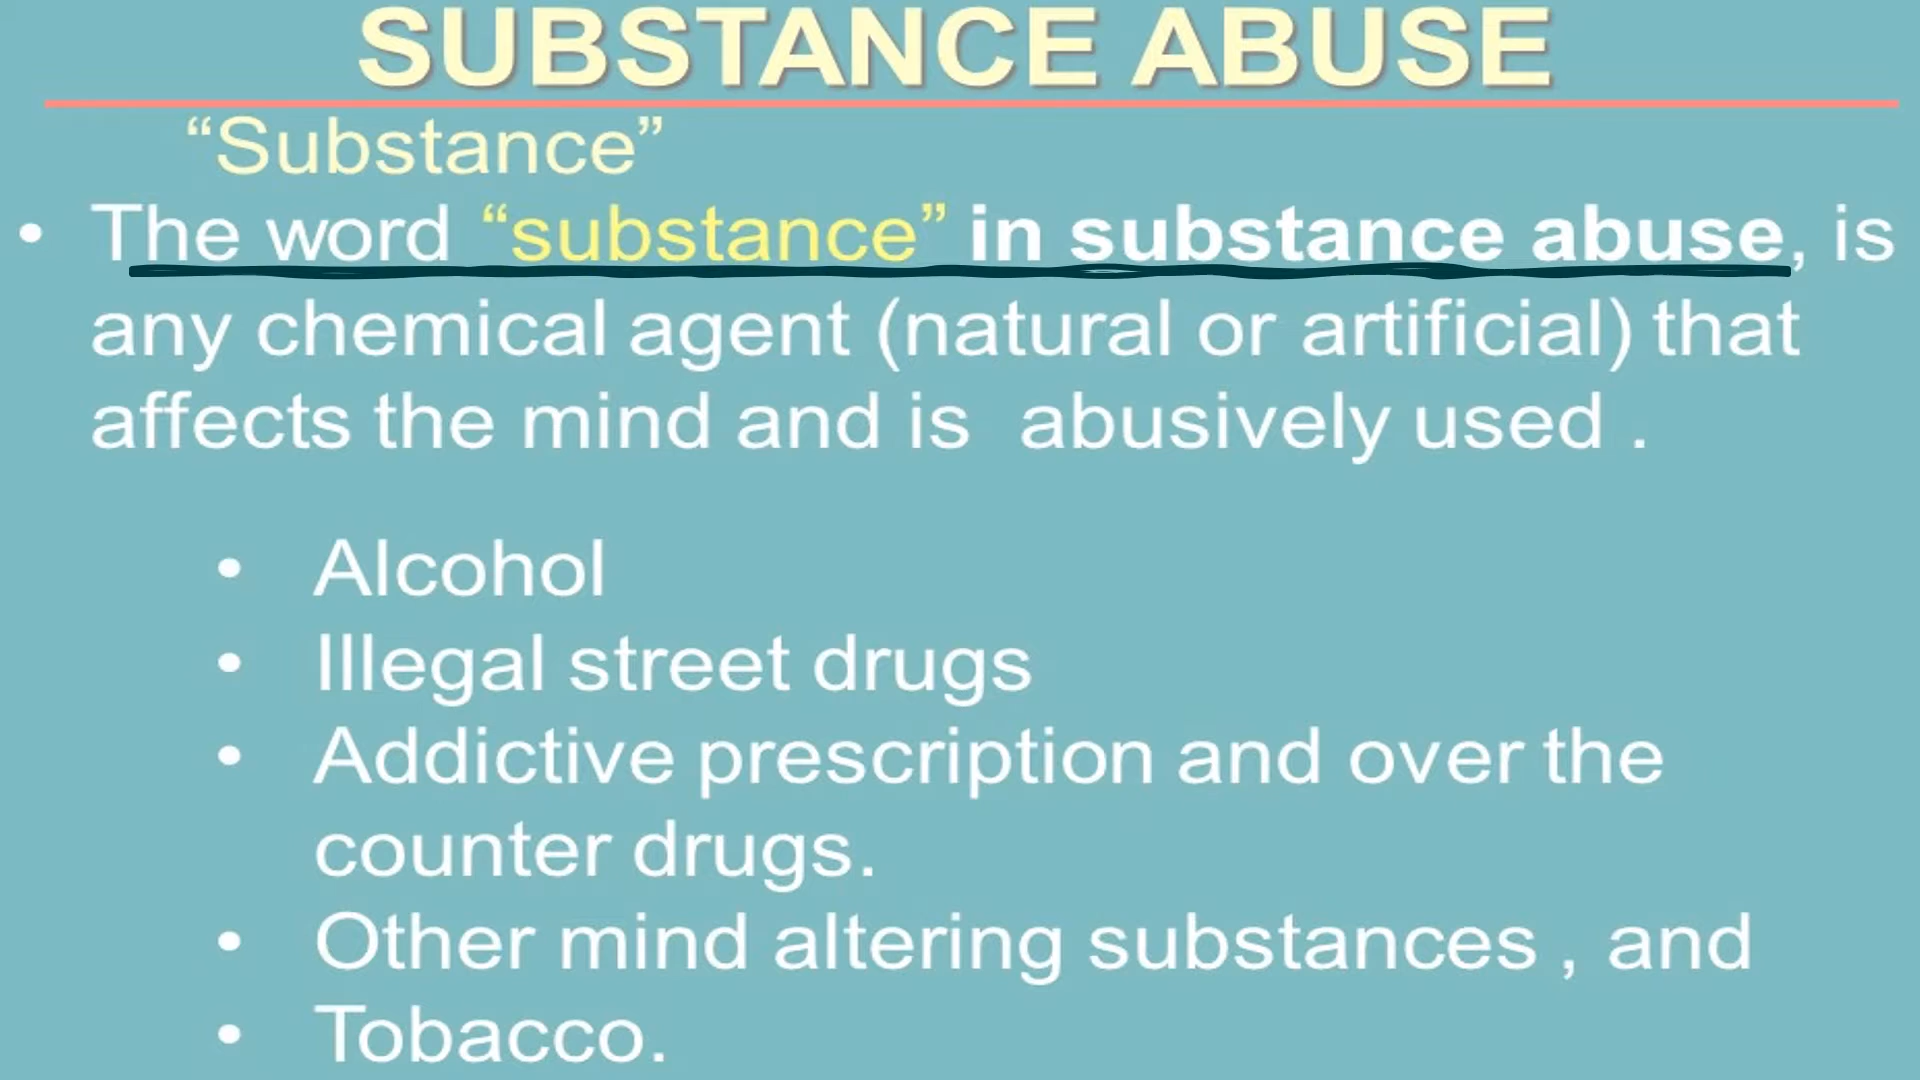 SUBSTANCE ABUSE
“Substance”
• The word “substance” in substance abuse, is
any chemical agent (natural or artificial) that
affects the mind and is abusively used .
• Alcohol
• Illegal street drugs
• Addictive prescription and over the
counter drugs.
• Other mind altering substances , and
• Tobacco.